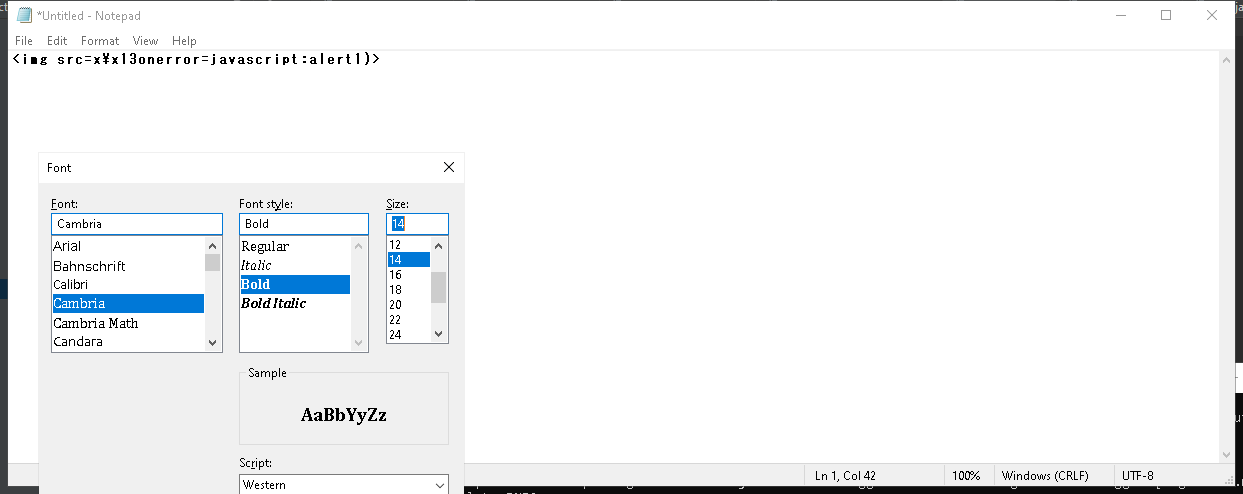 *Untitled - Notepad
File Edit Format View Help
<img src=x¥x13onerror=javascript:alert1)>
Font
Font: Font style: Size:
Cambria Bold 14
Arial Regular 12
Bahnschrift Italic 14
Calibri Bold 16
Cambria Bold Italic 18
Cambria Math 20
Candara 22
24
Sample
AaBbYyZz
Script:
Western
Ln 1, Col 42 100% Windows (CRLF) UTF-8